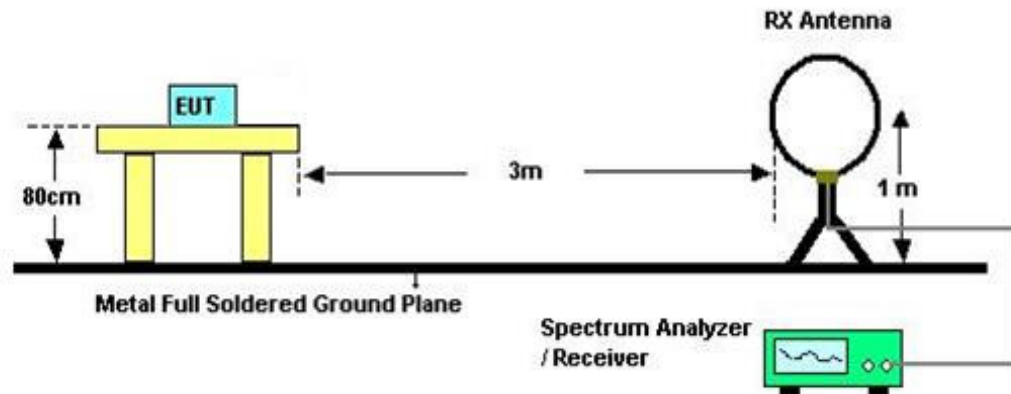 RX Antenna
EUT
80cm
3m
1 m
Metal Full Soldered Ground Plane
Spectrum Analyzer
/ Receiver